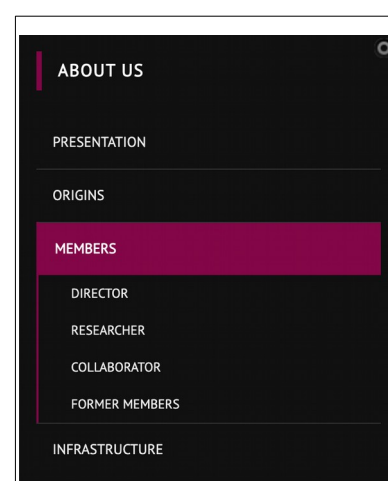 ABOUT US
PRESENTATION
ORIGINS
MEMBERS
DIRECTOR
RESEARCHER
COLLABORATOR
FORMER MEMBERS
INFRASTRUCTURE